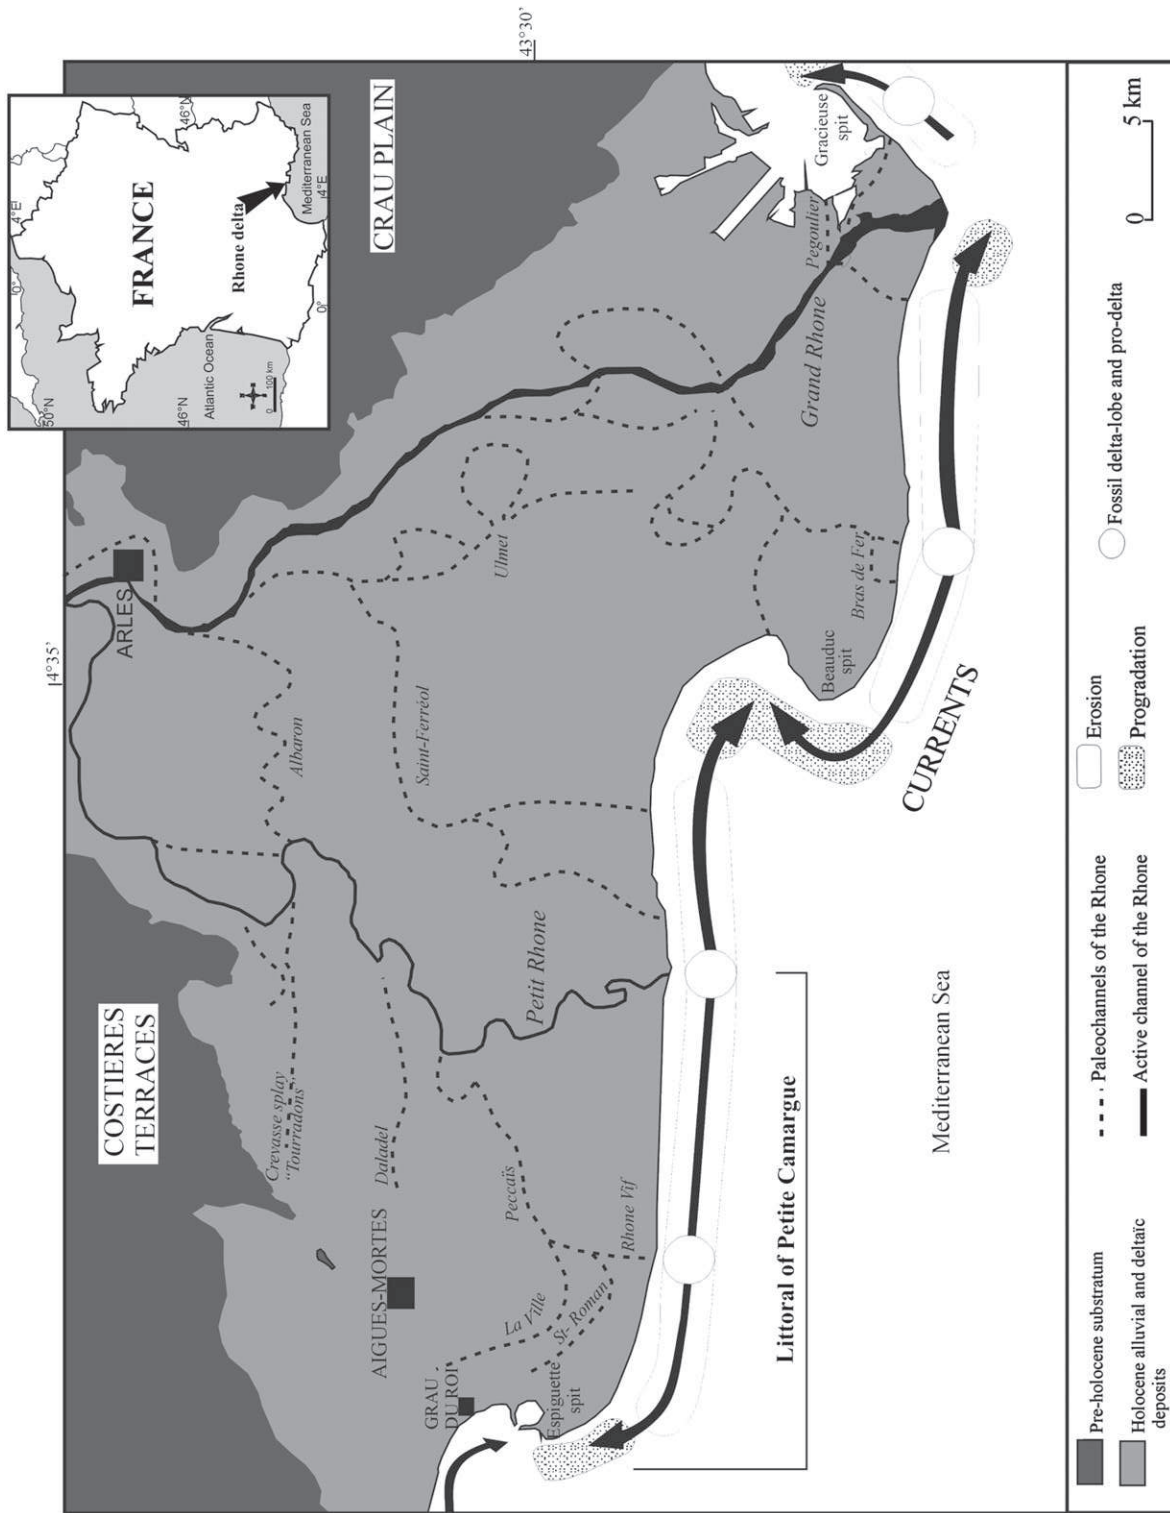 50°N
0°
4°E
46°N
46°N
FRANCE
Atlantic Ocean
Rhone delta
0 100 km
0°
4°E
Mediterranean Sea
4°35'
43°30'
COSTIERES
TERRACES
CRAU PLAIN
ARLES
Albaron
Crevasse splay
"Tourradons"
Saint-Ferréol
Ulmet
Daladel
AIGUES-MORTES
GRAU
DU ROI
Petit Rhone
Peccaïs
La Ville
St- Roman
Rhone Vif
Espiguette
spit
Grand Rhone
Pegoulier
Gracieuse
spit
Bras de Fer
Beauduc
spit
CURRENTS
Littoral of Petite Camargue
Mediterranean Sea
Pre-holocene substratum
Holocene alluvial and deltaïc
deposits
Paleochannels of the Rhone
Active channel of the Rhone
Erosion
Progradation
Fossil delta-lobe and pro-delta
0 5 km